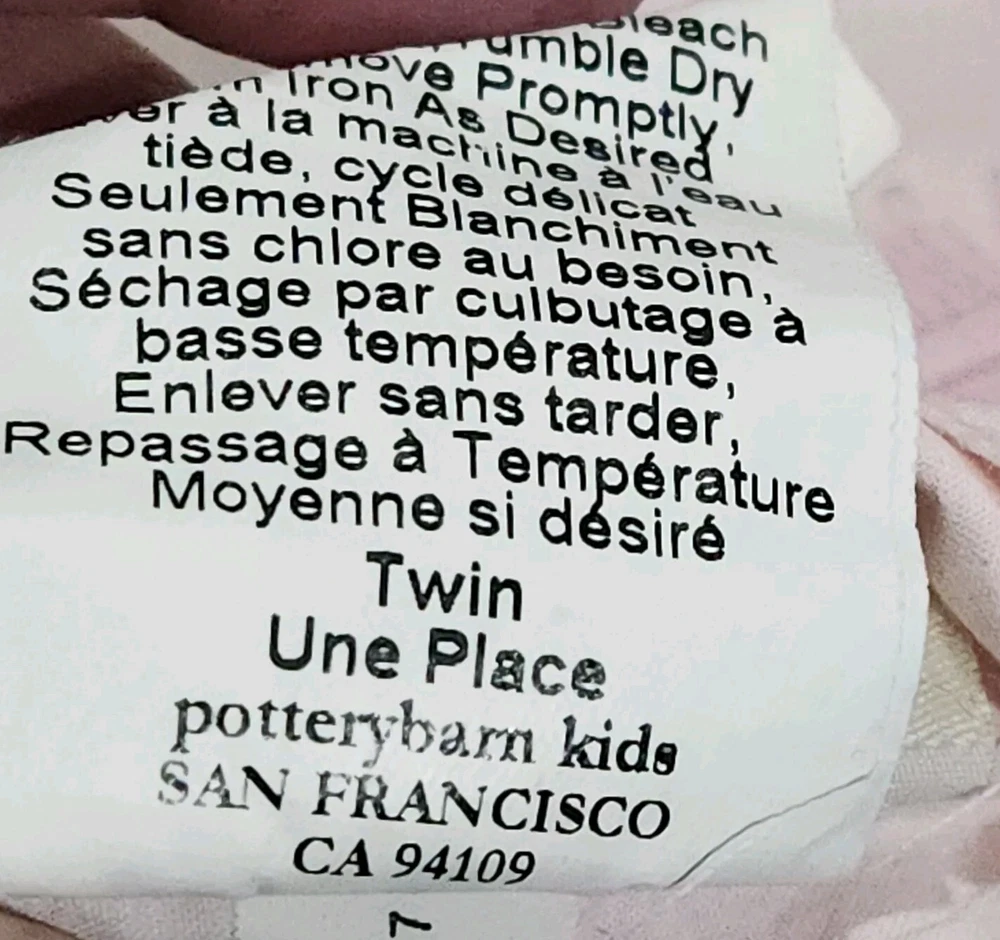 Bleach
Tumble Dry
Promptly,
Iron As Desired
à la machine à l'eau
tiède, cycle délicat
Seulement Blanchiment
sans chlore au besoin,
Séchage par culbutage à
basse température,
Enlever sans tarder,
Repassage à Température
Moyenne si désiré
Twin
Une Place
potterybarn kids
SAN FRANCISCO
CA 94109